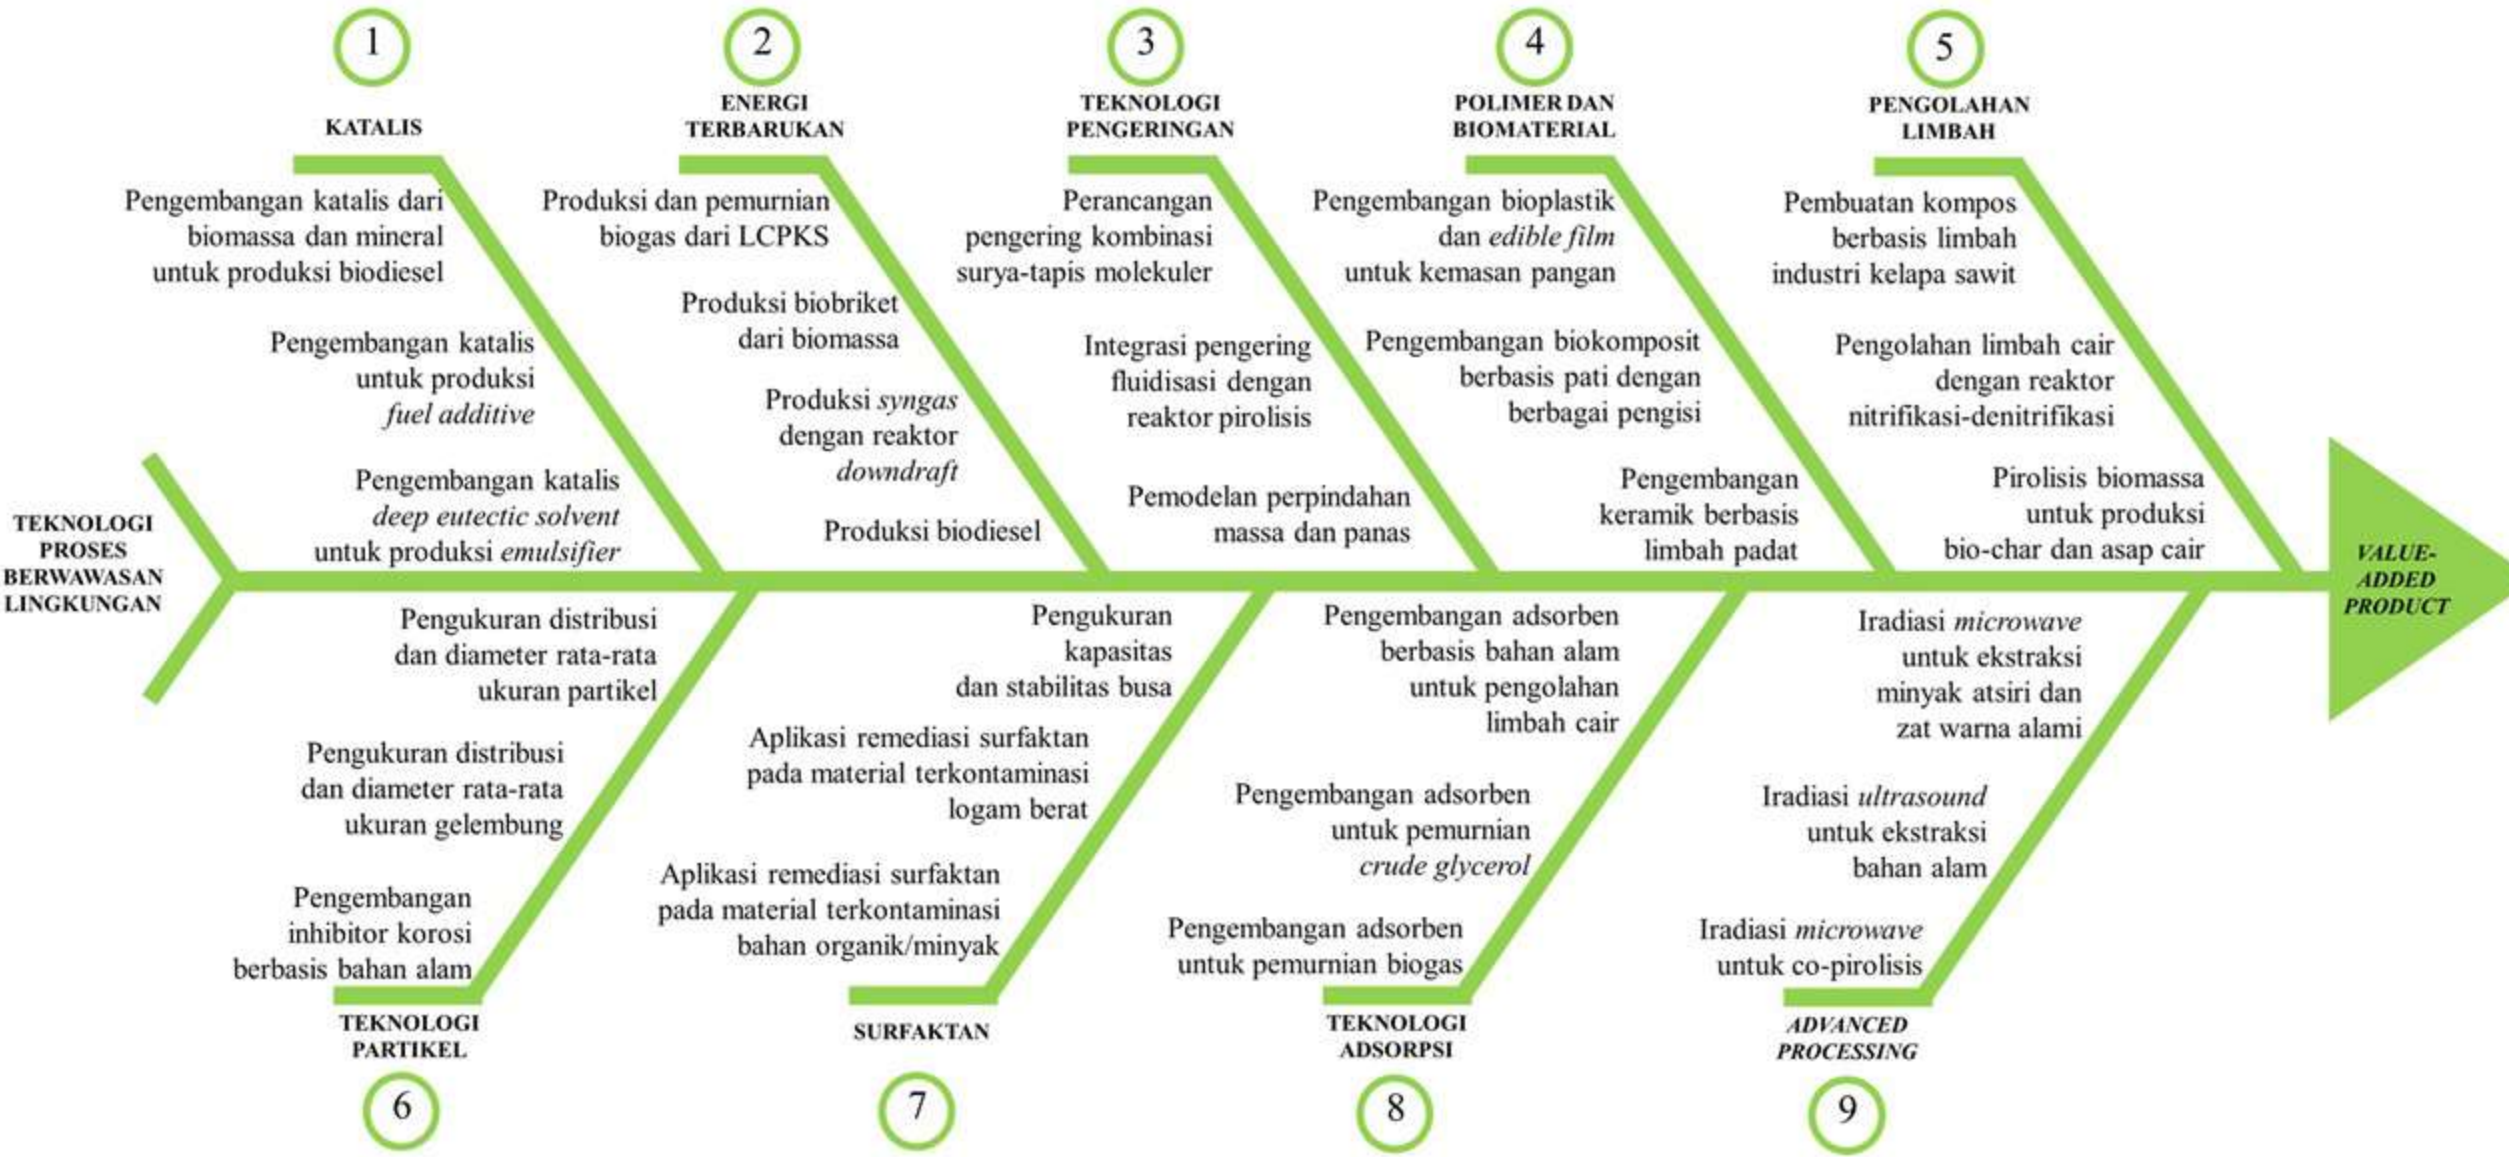 1
KATALIS
Pengembangan katalis dari
biomassa dan mineral
untuk produksi biodiesel
Pengembangan katalis
untuk produksi
fuel additive
Pengembangan katalis
deep eutectic solvent
untuk produksi emulsifier
2
ENERGI
TERBARUKAN
Produksi dan pemurnian
biogas dari LCPKS
Produksi biobriket
dari biomassa
Produksi syngas
dengan reaktor
downdraft
Produksi biodiesel
3
TEKNOLOGI
PENGERINGAN
Perancangan
pengering kombinasi
surya-tapis molekuler
Integrasi pengering
fluidisasi dengan
reaktor pirolisis
Pemodelan perpindahan
massa dan panas
4
POLIMER DAN
BIOMATERIAL
Pengembangan bioplastik
dan edible film
untuk kemasan pangan
Pengembangan biokomposit
berbasis pati dengan
berbagai pengisi
Pengembangan
keramik berbasis
limbah padat
5
PENGOLAHAN
LIMBAH
Pembuatan kompos
berbasis limbah
industri kelapa sawit
Pengolahan limbah cair
dengan reaktor
nitrifikasi-denitrifikasi
Pirolisis biomassa
untuk produksi
bio-char dan asap cair
TEKNOLOGI
PROSES
BERWAWASAN
LINGKUNGAN
VALUE-
ADDED
PRODUCT
Pengukuran distribusi
dan diameter rata-rata
ukuran partikel
Pengukuran distribusi
dan diameter rata-rata
ukuran gelembung
Pengembangan
inhibitor korosi
berbasis bahan alam
TEKNOLOGI
PARTIKEL
6
Pengukuran
kapasitas
dan stabilitas busa
Aplikasi remediasi surfaktan
pada material terkontaminasi
logam berat
Aplikasi remediasi surfaktan
pada material terkontaminasi
bahan organik/minyak
SURFAKTAN
7
Pengembangan adsorben
berbasis bahan alam
untuk pengolahan
limbah cair
Pengembangan adsorben
untuk pemurnian
crude glycerol
Pengembangan adsorben
untuk pemurnian biogas
TEKNOLOGI
ADSORPSI
8
Iradiasi microwave
untuk ekstraksi
minyak atsiri dan
zat warna alami
Iradiasi ultrasound
untuk ekstraksi
bahan alam
Iradiasi microwave
untuk co-pirolisis
ADVANCED
PROCESSING
9